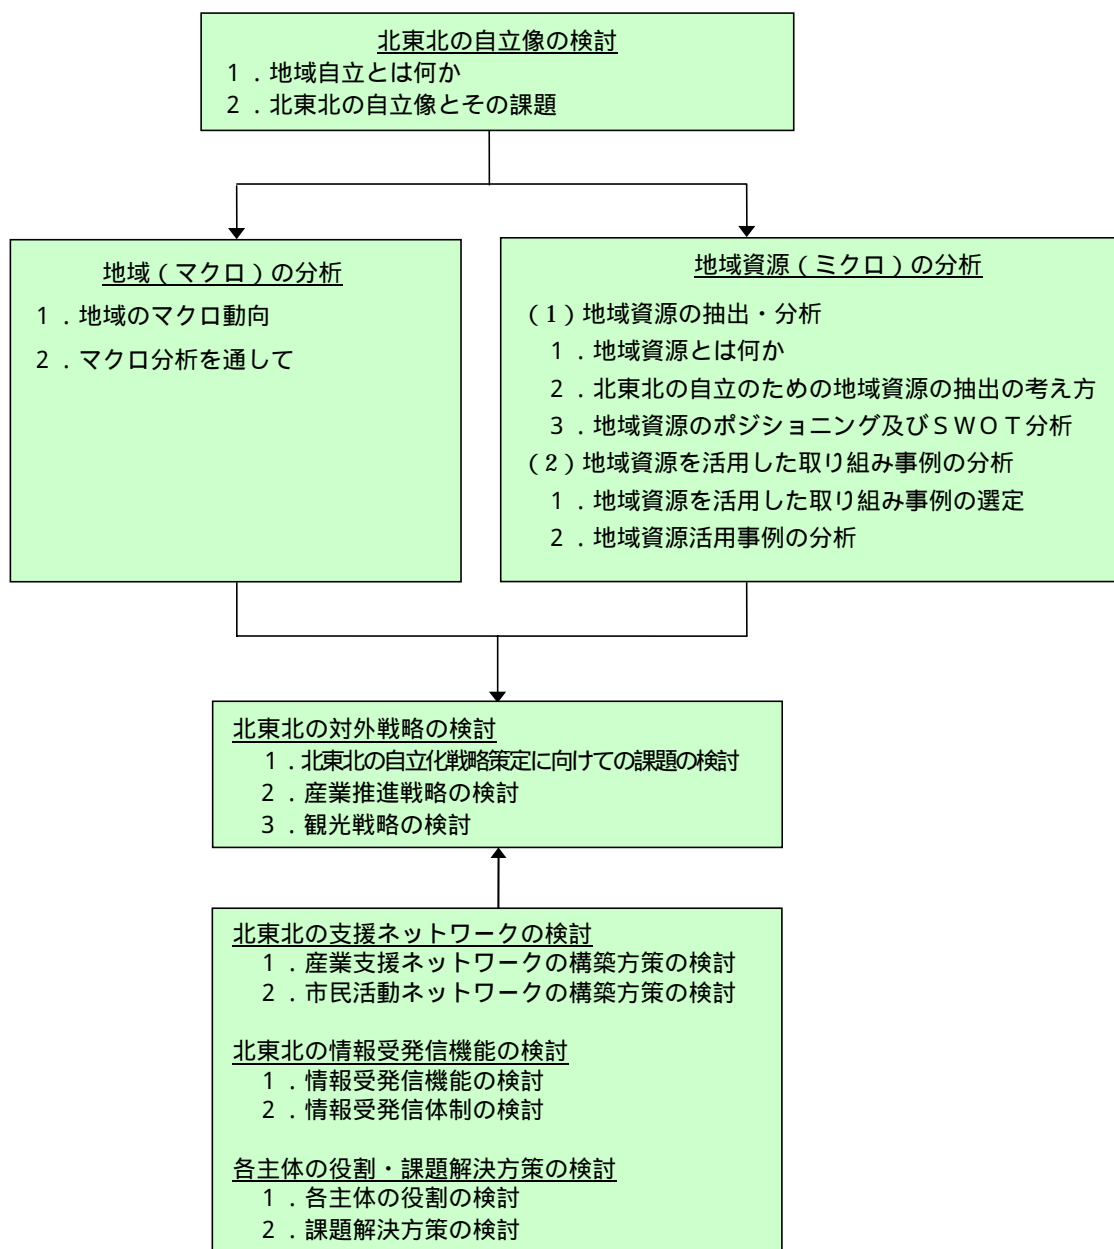 北東北の自立像の検討
１．地域自立とは何か
２．北東北の自立像とその課題
地域（マクロ）の分析
１．地域のマクロ動向
２．マクロ分析を通して
地域資源（ミクロ）の分析
（1）地域資源の抽出・分析
１．地域資源とは何か
２．北東北の自立のための地域資源の抽出の考え方
３．地域資源のポジショニング及びＳＷＯＴ分析
（2）地域資源を活用した取り組み事例の分析
１．地域資源を活用した取り組み事例の選定
２．地域資源活用事例の分析
北東北の対外戦略の検討
１．北東北の自立化戦略策定に向けての課題の検討
２．産業推進戦略の検討
３．観光戦略の検討
北東北の支援ネットワークの検討
１．産業支援ネットワークの構築方策の検討
２．市民活動ネットワークの構築方策の検討
北東北の情報受発信機能の検討
１．情報受発信機能の検討
２．情報受発信体制の検討
各主体の役割・課題解決方策の検討
１．各主体の役割の検討
２．課題解決方策の検討